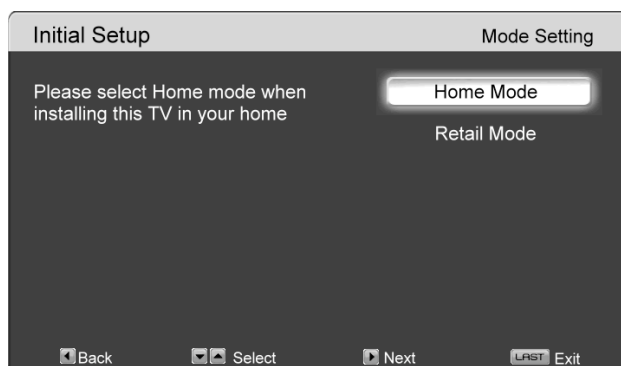 Initial Setup
Mode Setting
Please select Home mode when
installing this TV in your home
Home Mode
Retail Mode
Back
Select
Next
LAST Exit